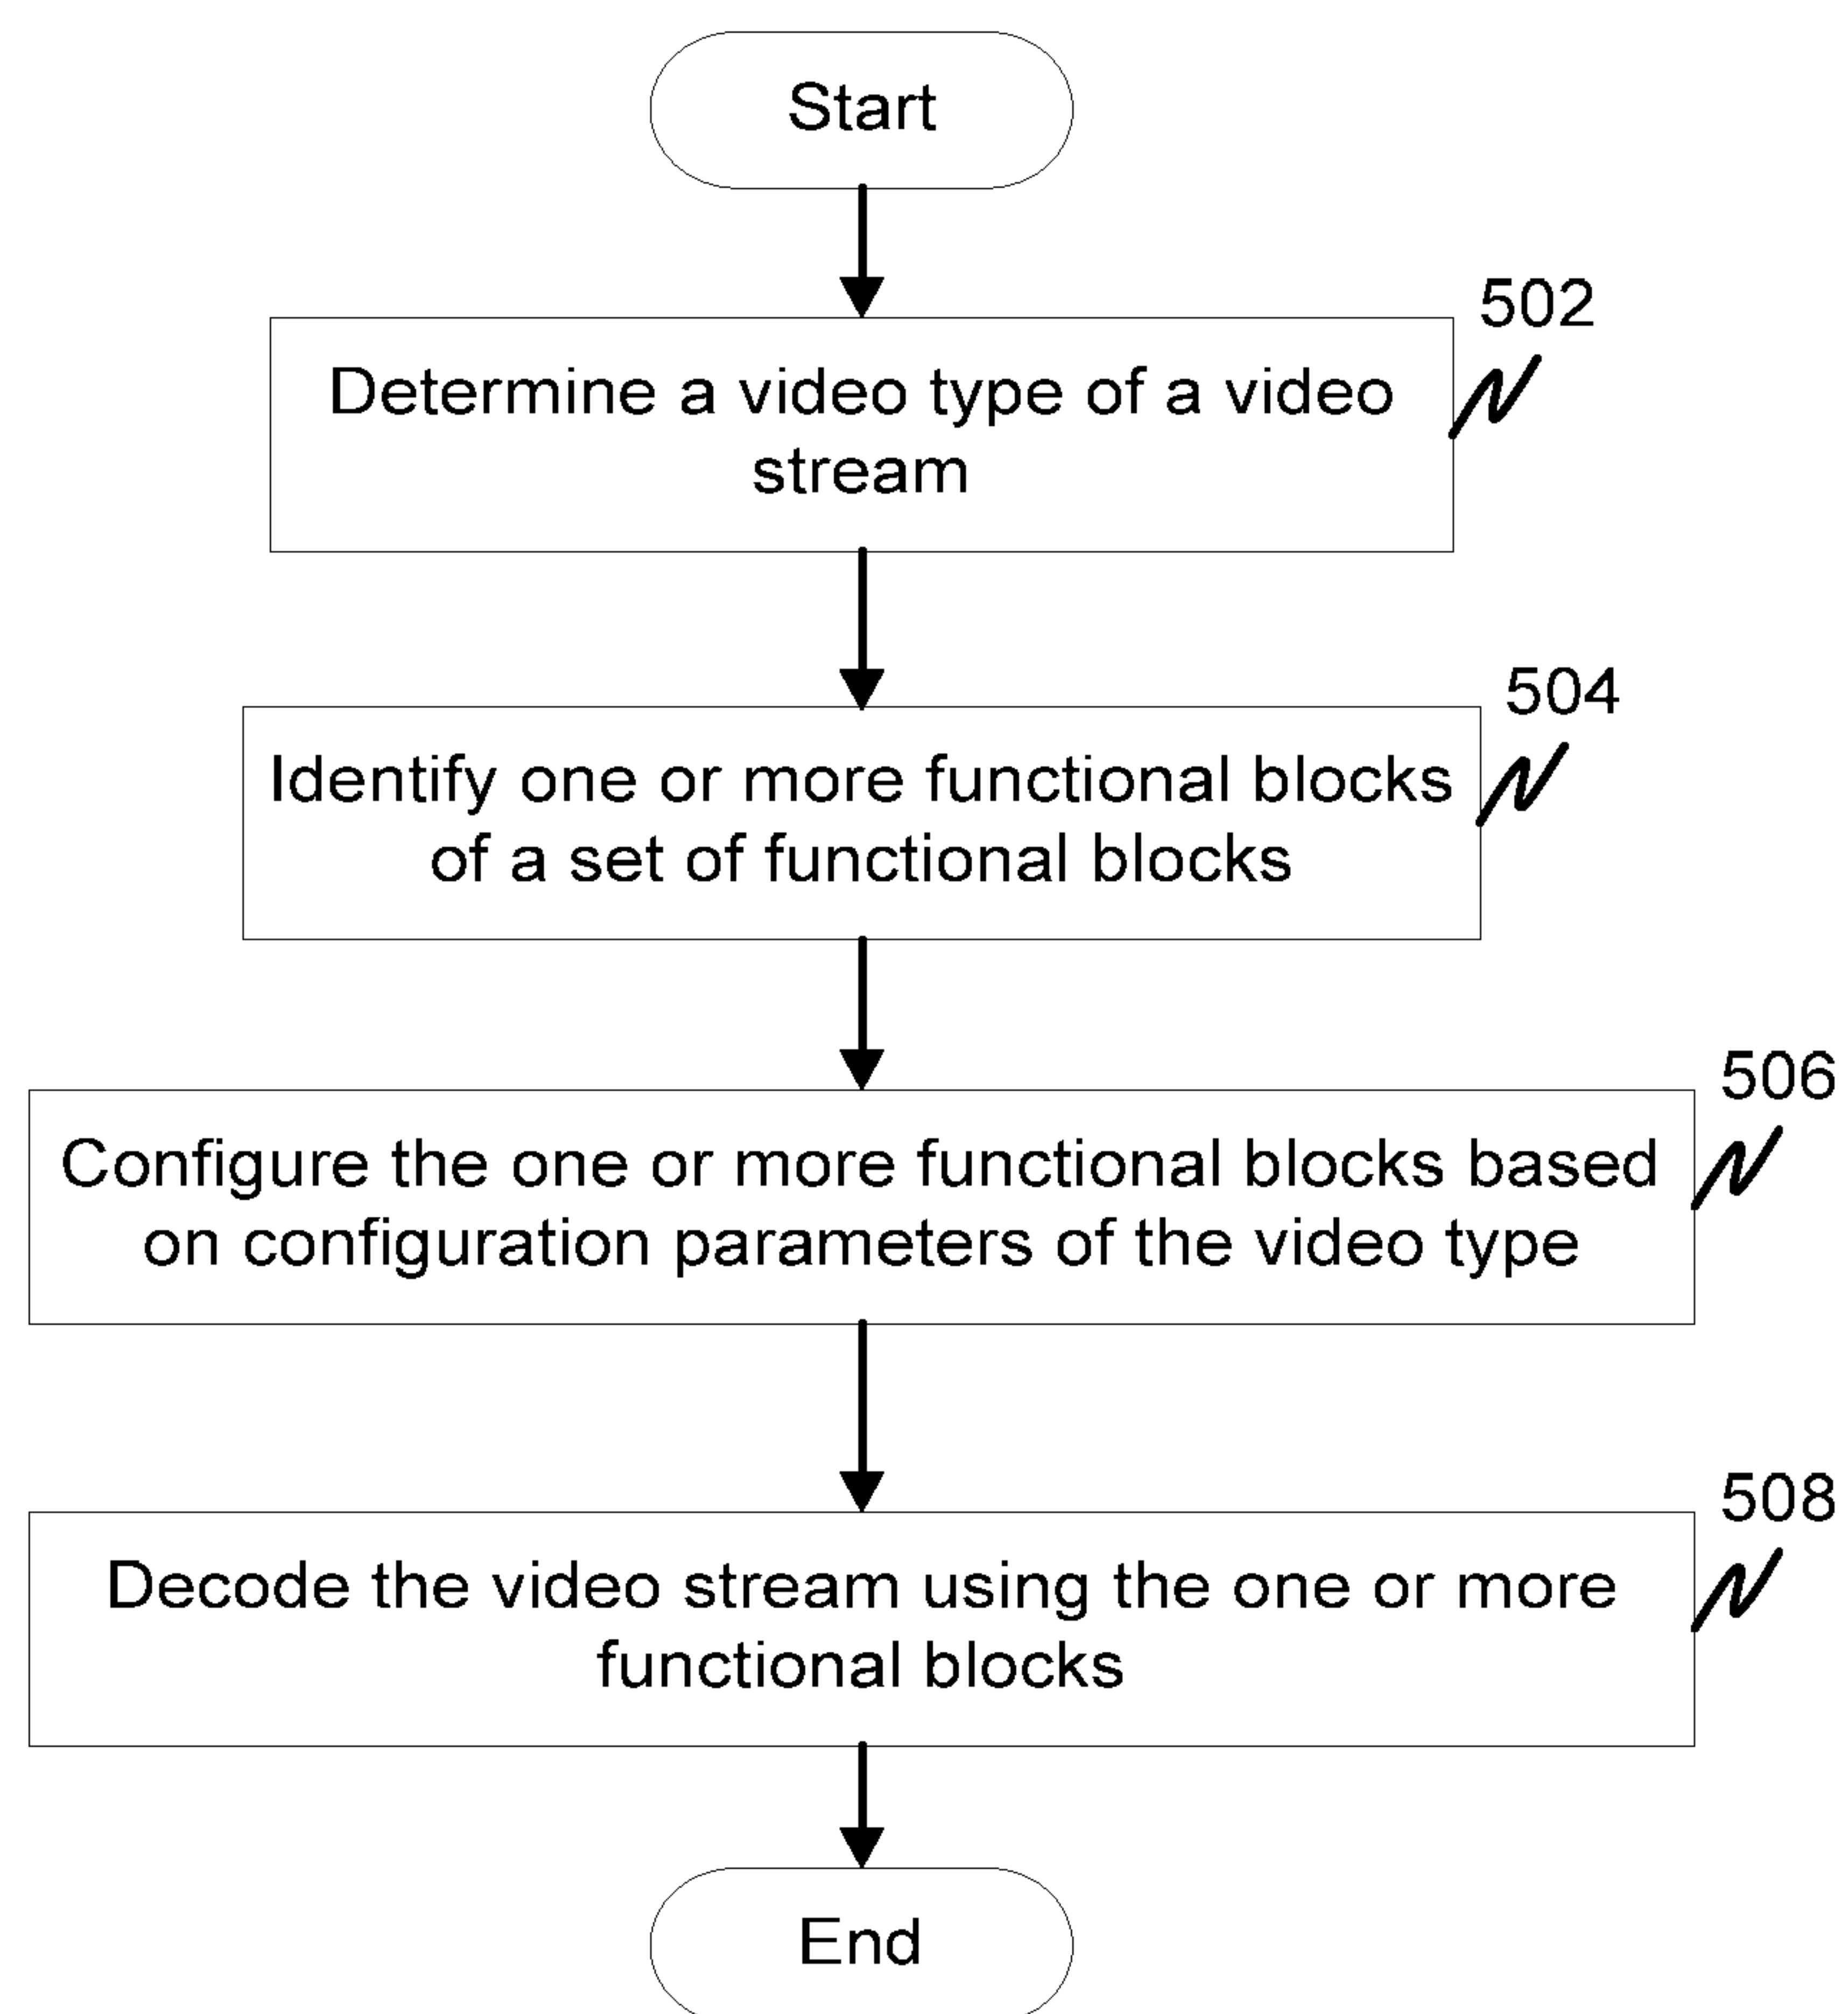 Start
502
Determine a video type of a video
stream
504
Identify one or more functional blocks
of a set of functional blocks
506
Configure the one or more functional blocks based
on configuration parameters of the video type
508
Decode the video stream using the one or more
functional blocks
End